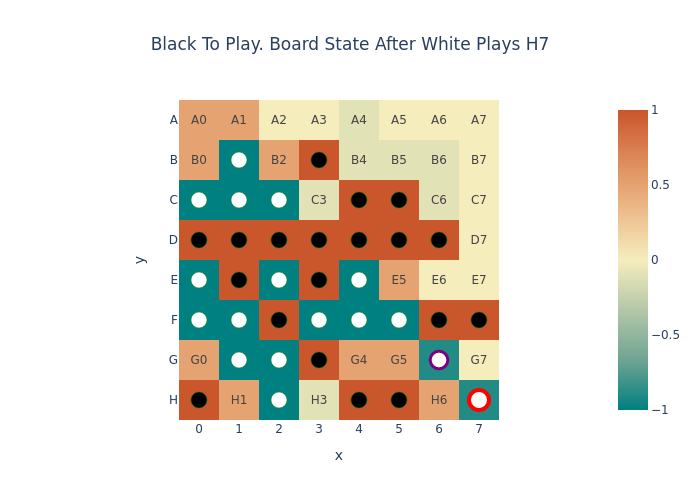 Black To Play. Board State After White Plays H7
A A0 A1 A2 A3 A4 A5 A6 A7
B B0 B2 B4 B5 B6 B7
C C3 C6 C7
D D7
E E5 E6 E7
F
G G0 G4 G5 G7
H H1 H3 H6
0 1 2 3 4 5 6 7
x
y
1
0.5
0
−0.5
−1